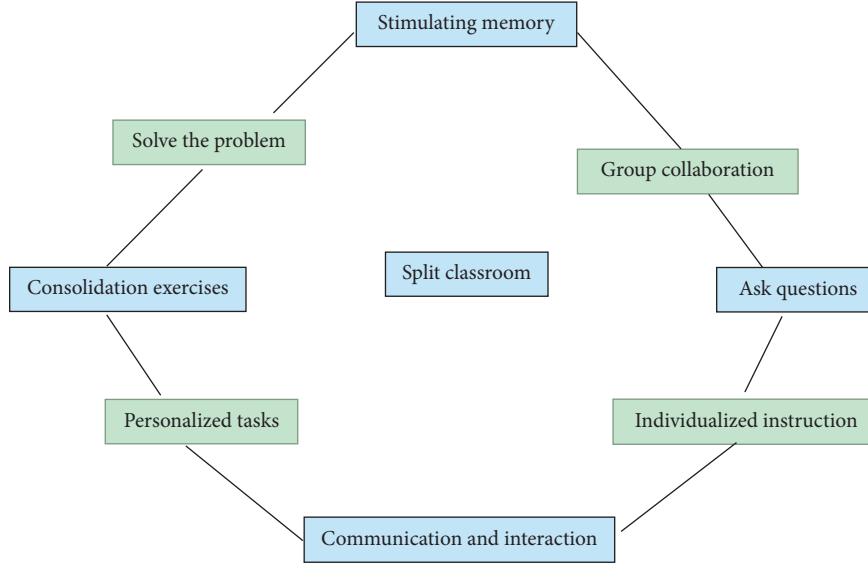 Stimulating memory
Solve the problem
Group collaboration
Split classroom
Consolidation exercises
Ask questions
Personalized tasks
Individualized instruction
Communication and interaction